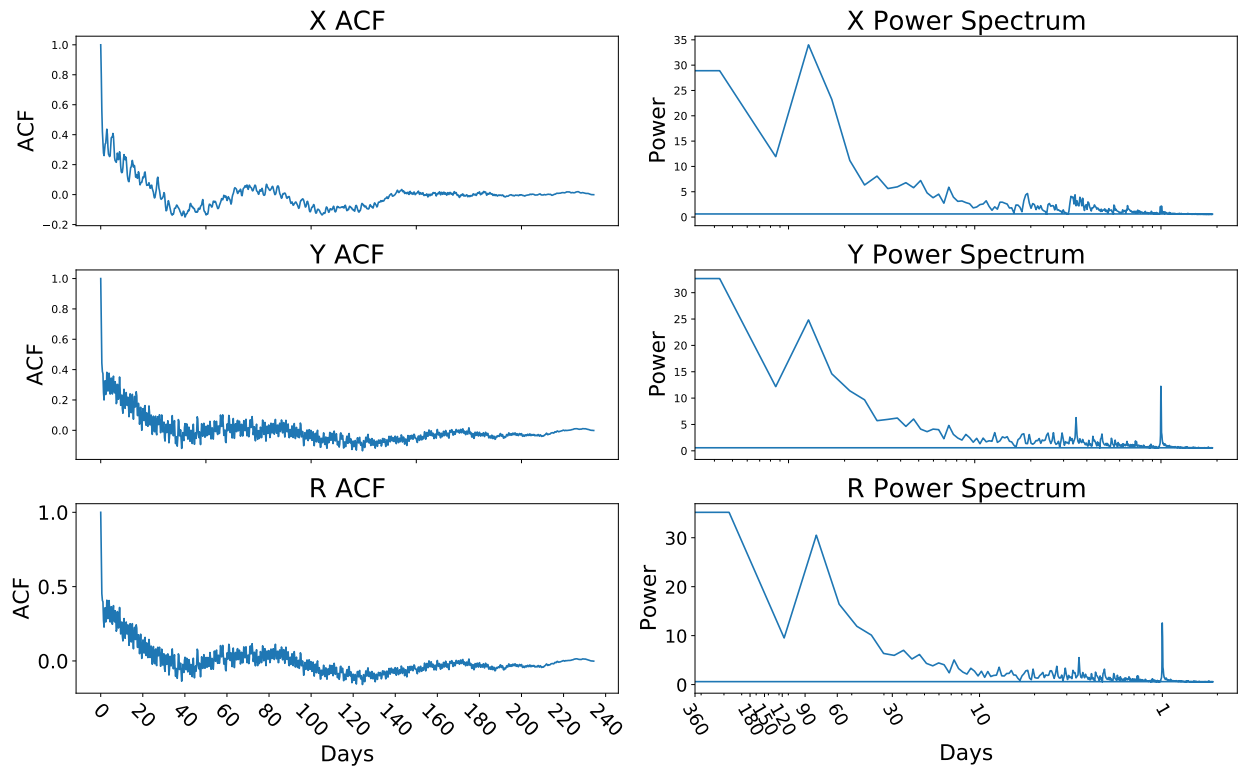 X ACF
X Power Spectrum
ACF
1.0
0.8
0.6
0.4
0.2
0.0
−0.2
Power
35
30
25
20
15
10
5
0
Y ACF
Y Power Spectrum
ACF
1.0
0.8
0.6
0.4
0.2
0.0
Power
30
25
20
15
10
5
0
R ACF
R Power Spectrum
ACF
1.0
0.5
0.0
0 20 40 60 80 100 120 140 160 180 200 220 240
Days
Power
30
20
10
0
360 180 150 120 90 60 30 10 1
Days